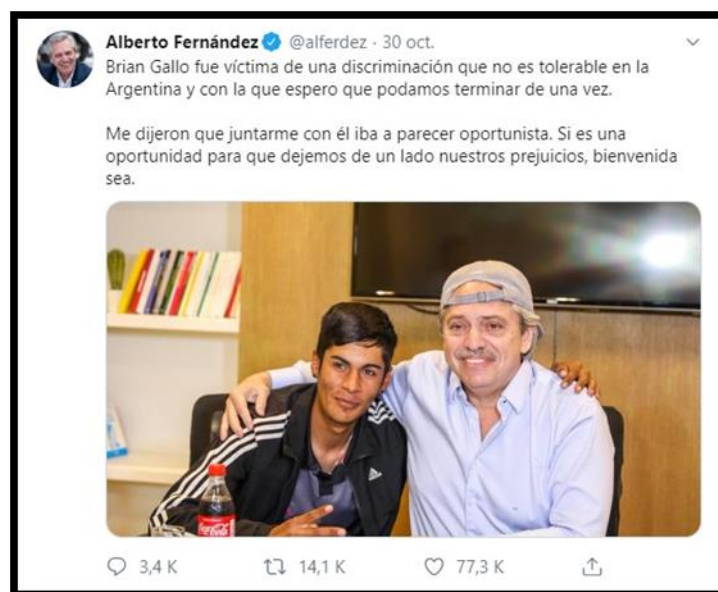 Alberto Fernández @alferdez · 30 oct.
Brian Gallo fue víctima de una discriminación que no es tolerable en la
Argentina y con la que espero que podamos terminar de una vez.
Me dijeron que juntarme con él iba a parecer oportunista. Si es una
oportunidad para que dejemos de un lado nuestros prejuicios, bienvenida
sea.
adidas
Coca-Cola
3,4 K 14,1 K 77,3 K